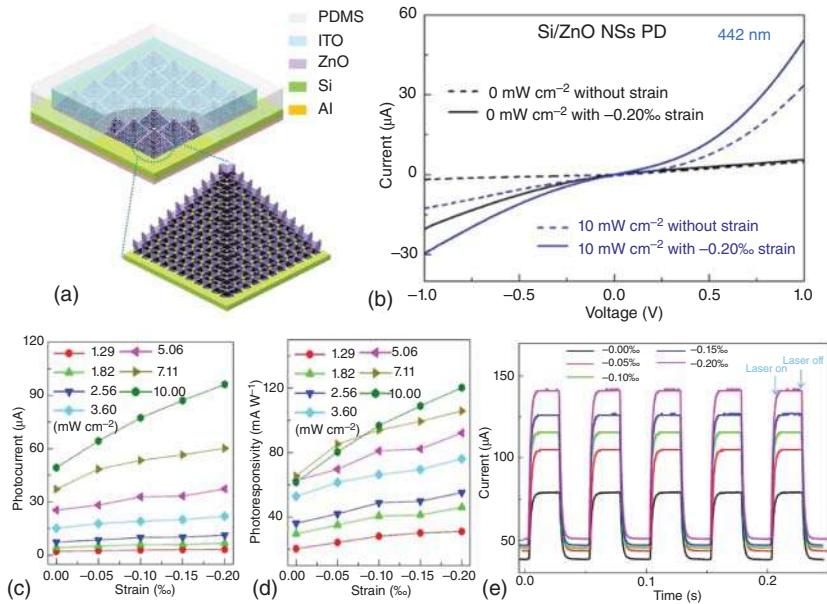 PDMS
ITO
ZnO
Si
Al
(a)
60
30
0
−30
Current (μA)
Si/ZnO NSs PD
442 nm
0 mW cm−2 without strain
0 mW cm−2 with −0.20‰ strain
10 mW cm−2 without strain
10 mW cm−2 with −0.20‰ strain
−1.0
−0.5
0.0
0.5
1.0
(b)
Voltage (V)
120
90
60
30
0
Photocurrent (μA)
1.29
5.06
1.82
7.11
2.56
10.00
3.60
(mW cm−2)
0.00
−0.05
−0.10
−0.15
−0.20
(c)
Strain (‰)
120
80
40
Photoresponsivity (mA W−1)
1.29
5.06
1.82
7.11
2.56
10.00
3.60
(mW cm−2)
0.00
−0.05
−0.10
−0.15
−0.20
(d)
Strain (‰)
150
100
50
Current (μA)
−0.00‰
−0.15‰
−0.05‰
−0.20‰
−0.10‰
Laser on
Laser off
0.0
0.1
0.2
(e)
Time (s)